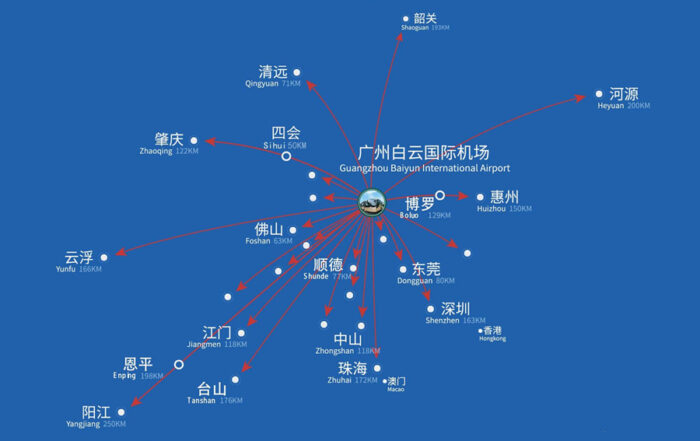 韶关
Shaoguan 193KM
清远
Qingyuan 71KM
河源
Heyuan 200KM
四会
Sihui 50KM
肇庆
Zhaoqing 122KM
广州白云国际机场
Guangzhou Baiyun International Airport
博罗
Boluo 129KM
惠州
Huizhou 150KM
佛山
Foshan 63KM
云浮
Yunfu 166KM
顺德
Shunde 77KM
东莞
Dongguan 80KM
深圳
Shenzhen 163KM
香港
Hongkong
江门
Jiangmen 118KM
中山
Zhongshan 118KM
恩平
Enping 198KM
珠海
Zhuhai 172KM
澳门
Macao
台山
Tanshan 176KM
阳江
Yangjiang 250KM